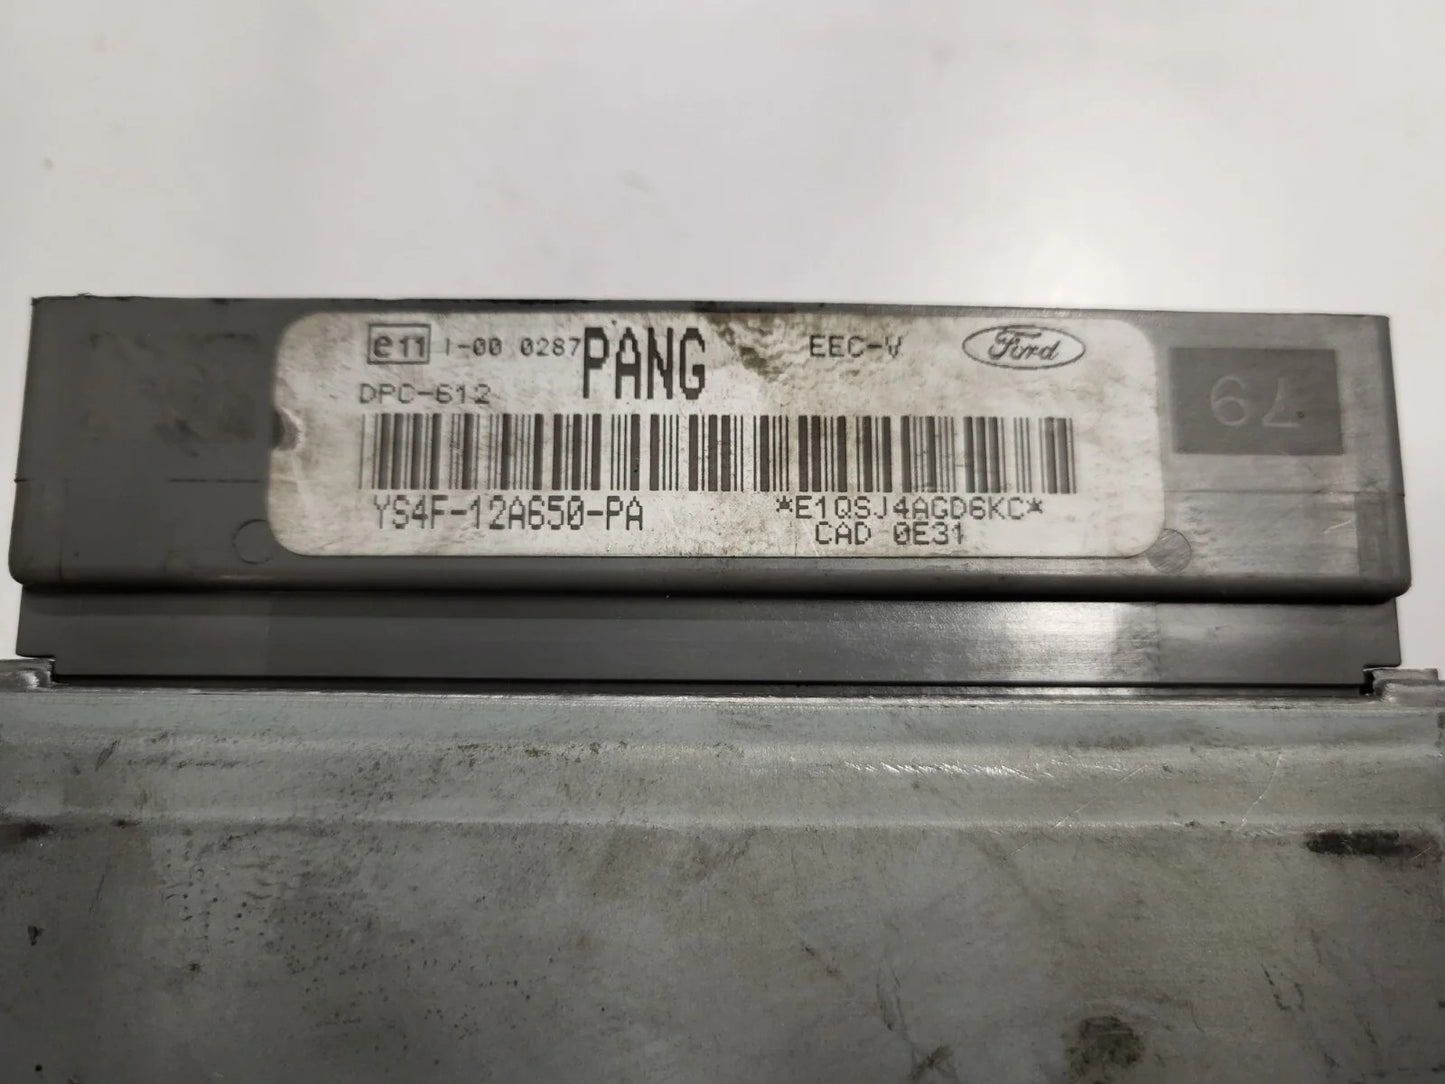 e11 I-00 0287 PANG EEC-V Ford
DPC-612
YS4F-12A650-PA *E1QSJ4AGD6KC*
CAD 0E31
79